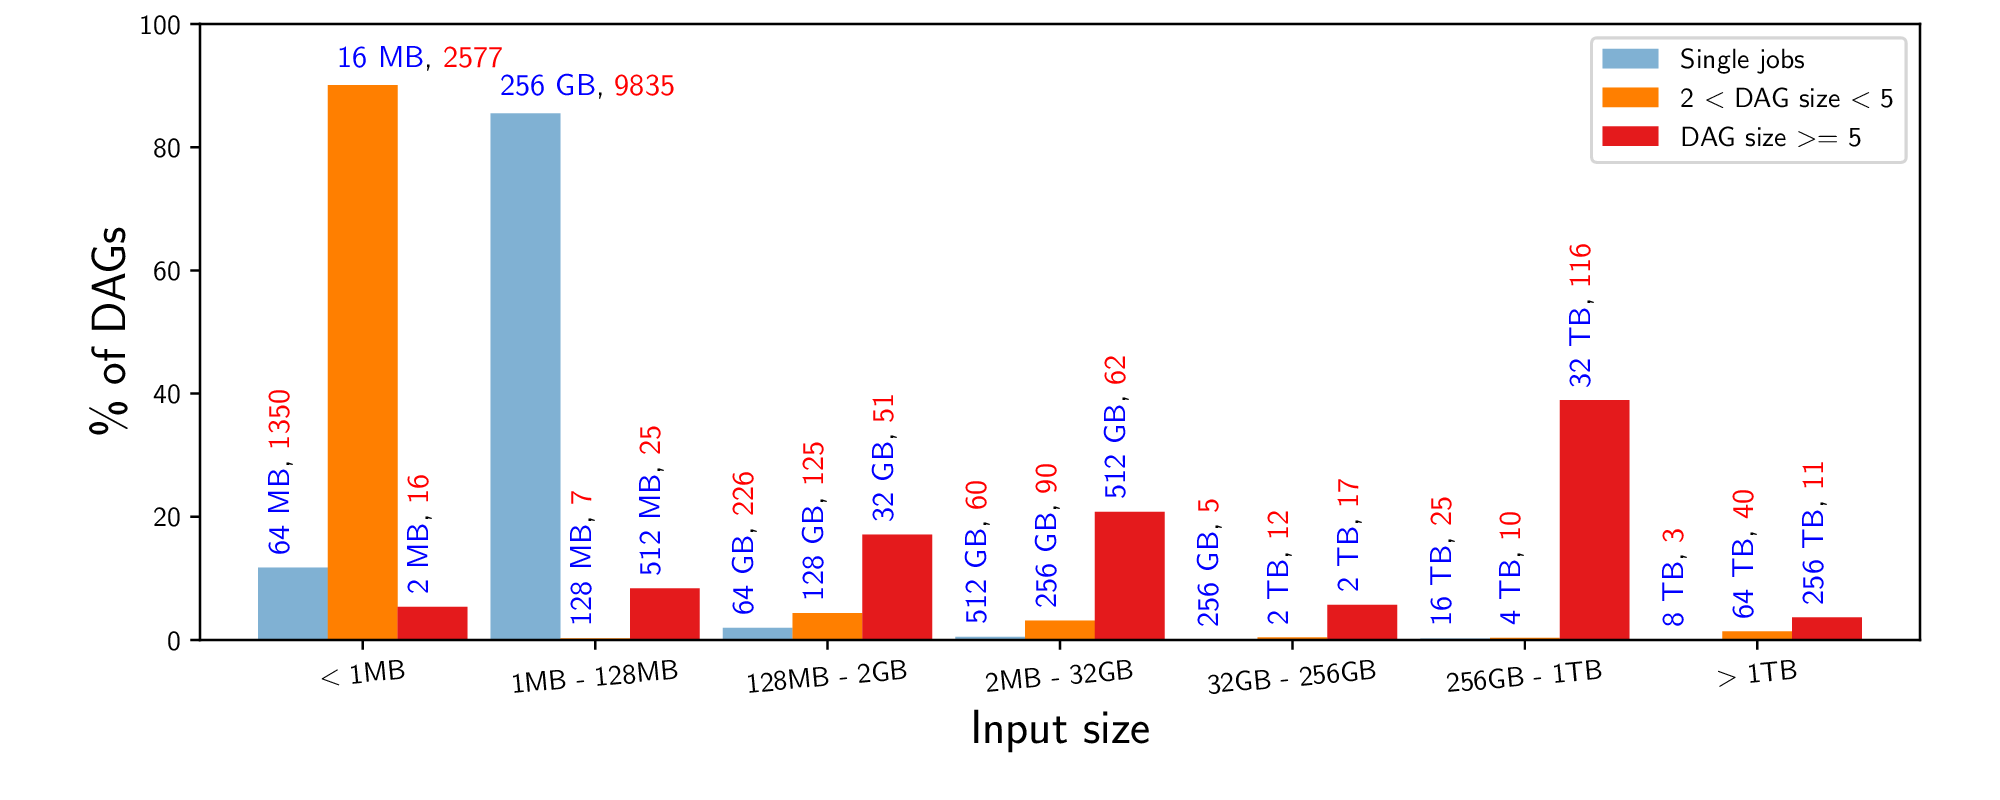 100
80
60
40
20
0
% of DAGs
Single jobs
2 < DAG size < 5
DAG size >= 5
64 MB, 1350
16 MB, 2577
2 MB, 16
256 GB, 9835
128 MB, 7
512 MB, 25
64 GB, 226
128 GB, 125
32 GB, 51
512 GB, 60
256 GB, 90
512 GB, 62
256 GB, 5
2 TB, 12
2 TB, 17
16 TB, 25
4 TB, 10
32 TB, 116
8 TB, 3
64 TB, 40
256 TB, 11
< 1MB
1MB - 128MB
128MB - 2GB
2MB - 32GB
32GB - 256GB
256GB - 1TB
> 1TB
Input size